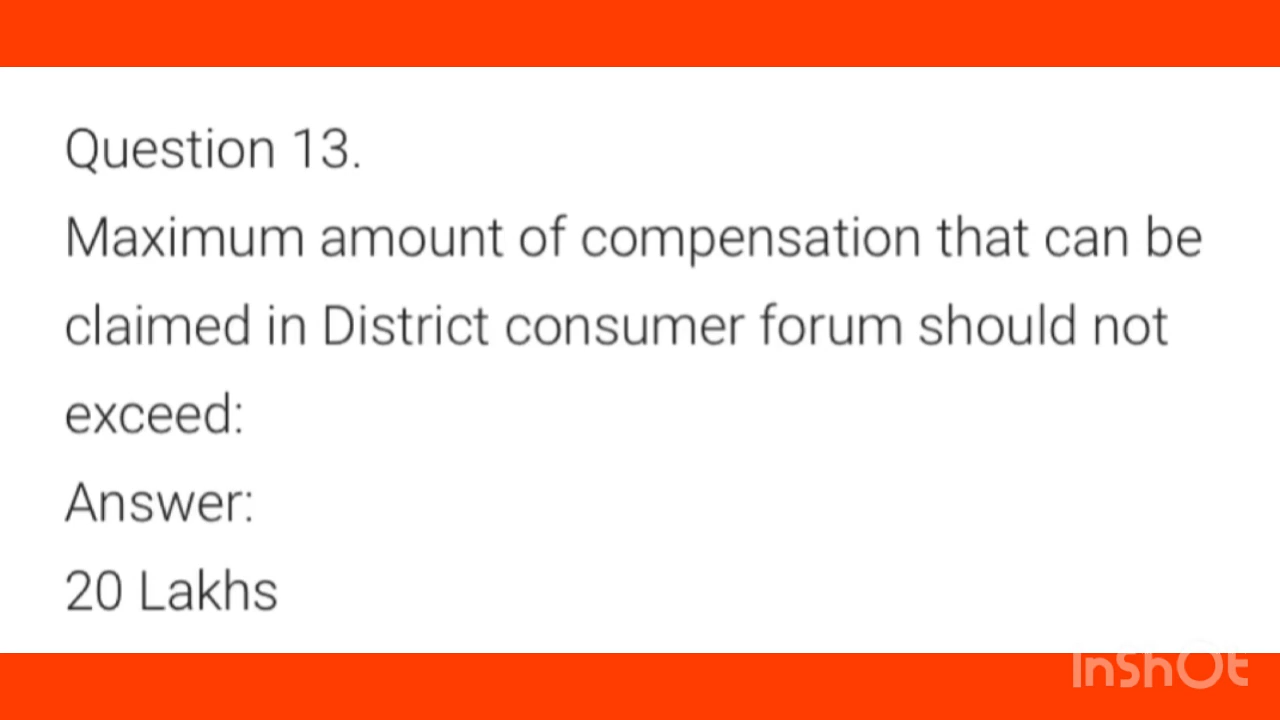 Question 13.
Maximum amount of compensation that can be
claimed in District consumer forum should not
exceed:
Answer:
20 Lakhs
InShOt